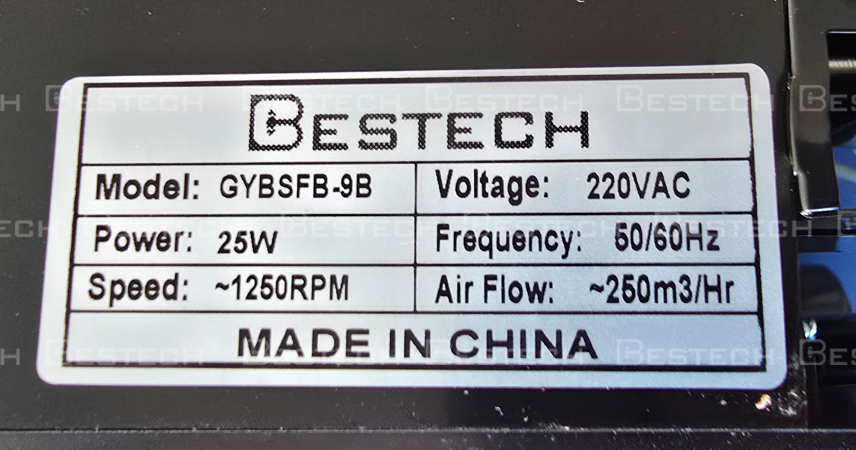 BESTECH
Model: GYBSFB-9B Voltage: 220VAC
Power: 25W Frequency: 50/60Hz
Speed: ~1250RPM Air Flow: ~250m3/Hr
MADE IN CHINA